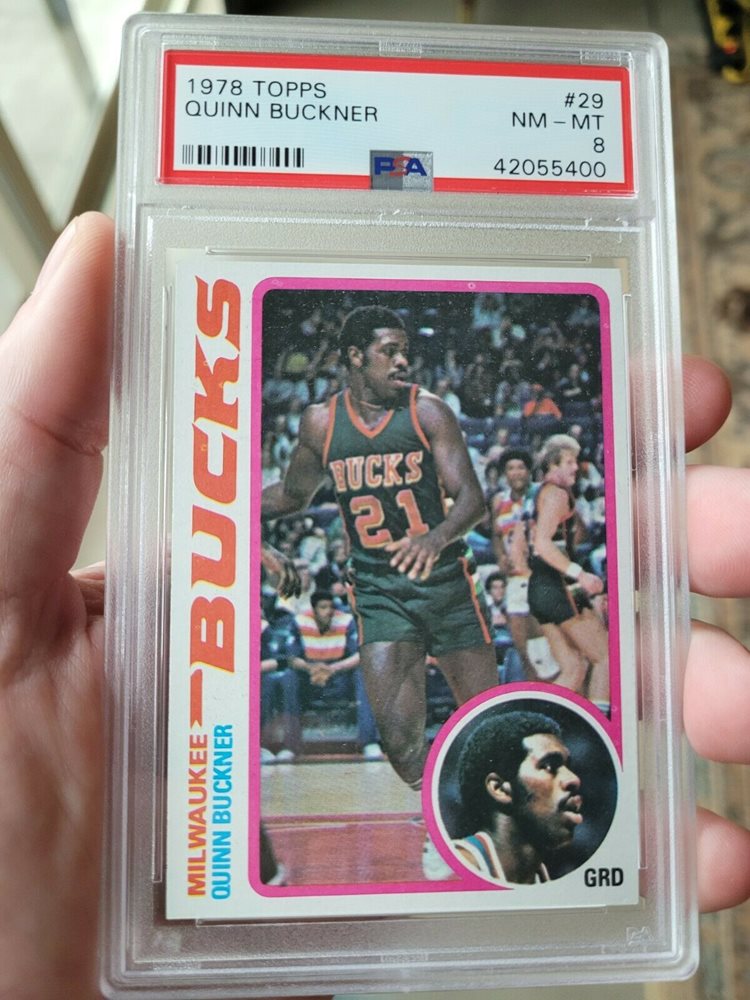 1978 TOPPS
#29
QUINN BUCKNER
NM - MT
8
PSA
42055400
MILWAUKEE BUCKS
QUINN BUCKNER
BUCKS
21
GRD